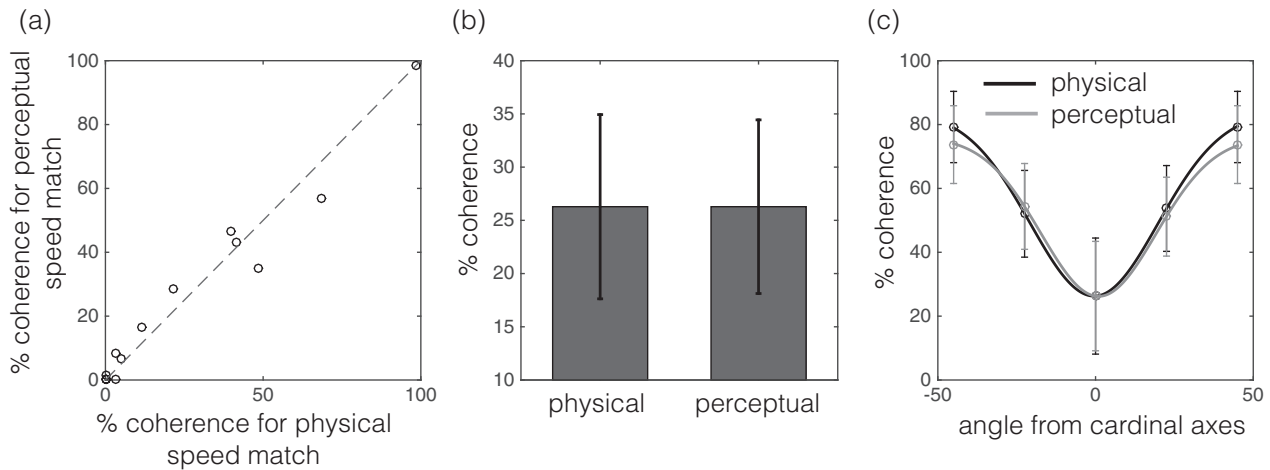 (a)
% coherence for perceptual
speed match
100
80
60
40
20
0
0
50
100
% coherence for physical
speed match
(b)
% coherence
40
35
30
25
20
15
10
physical
perceptual
(c)
% coherence
100
80
60
40
20
0
physical
perceptual
-50
0
50
angle from cardinal axes